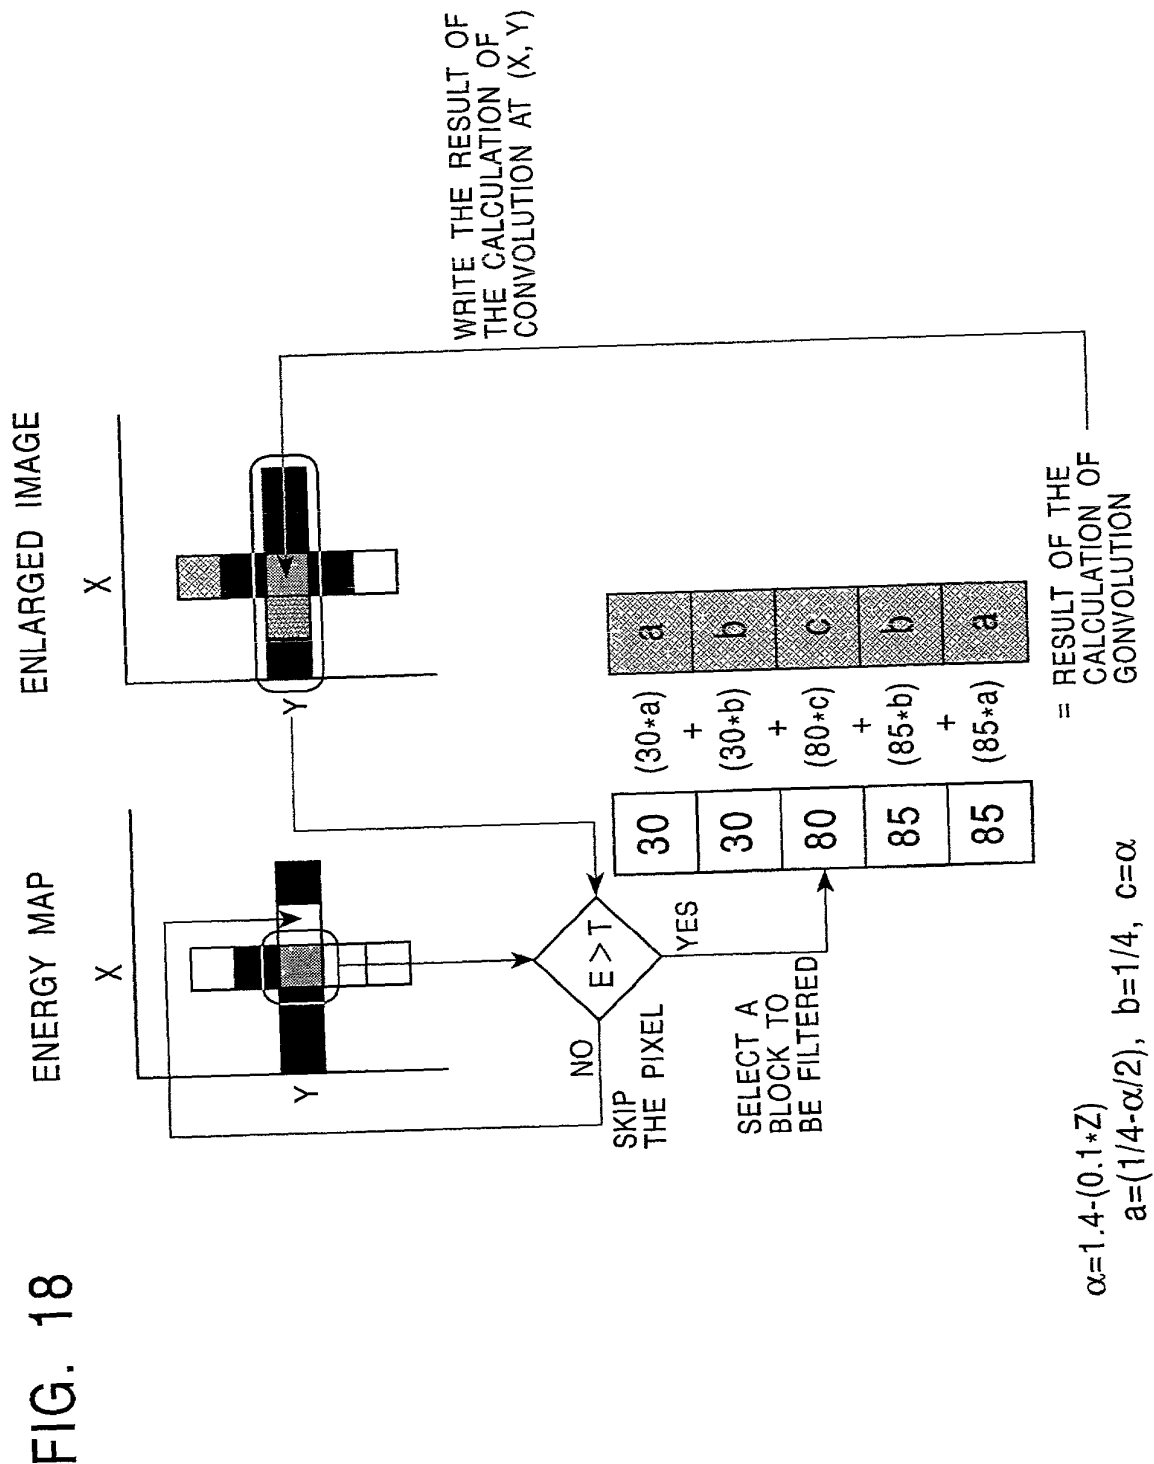 FIG. 18
ENERGY MAP
X
Y
ENLARGED IMAGE
X
Y
WRITE THE RESULT OF
THE CALCULATION OF
CONVOLUTION AT (X, Y)
E>T
NO
SKIP
THE PIXEL
YES
SELECT A
BLOCK TO
BE FILTERED
30
30
80
85
85
(30*a)
+
(30*b)
+
(80*c)
+
(85*b)
+
(85*a)
a
b
c
b
a
= RESULT OF THE
CALCULATION OF
GONVOLUTION
α=1.4-(0.1*Z)
a=(1/4-α/2), b=1/4, c=α